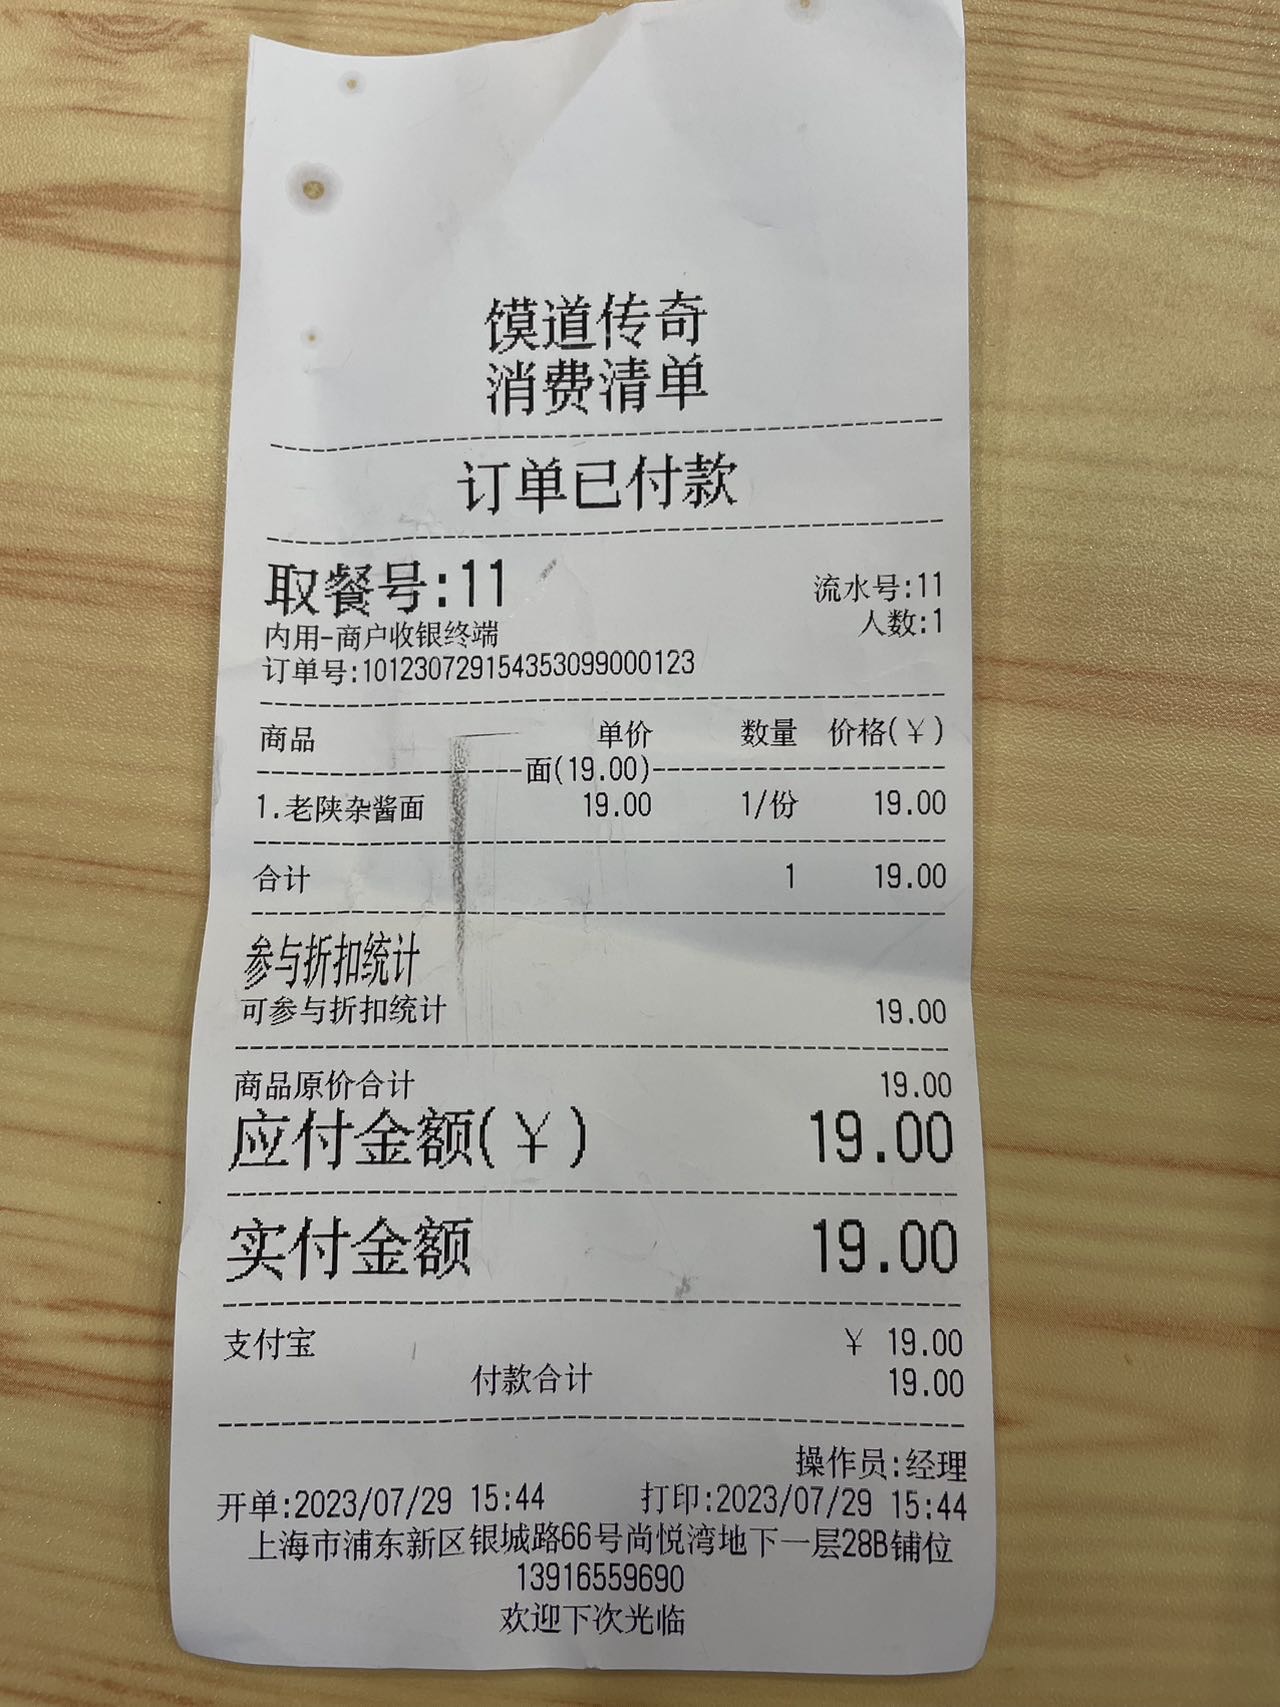 馍道传奇
消费清单
订单已付款
取餐号:11 流水号:11
内用-商户收银终端 人数:1
订单号:101230729154353099000123
商品 单价 数量 价格(¥)
面(19.00)
1.老陕杂酱面 19.00 1/份 19.00
合计 1 19.00
参与折扣统计
可参与折扣统计 19.00
商品原价合计 19.00
应付金额(¥) 19.00
实付金额 19.00
支付宝 ¥ 19.00
付款合计 19.00
操作员:经理
开单:2023/07/29 15:44 打印:2023/07/29 15:44
上海市浦东新区银城路66号尚悦湾地下一层28B铺位
13916559690
欢迎下次光临